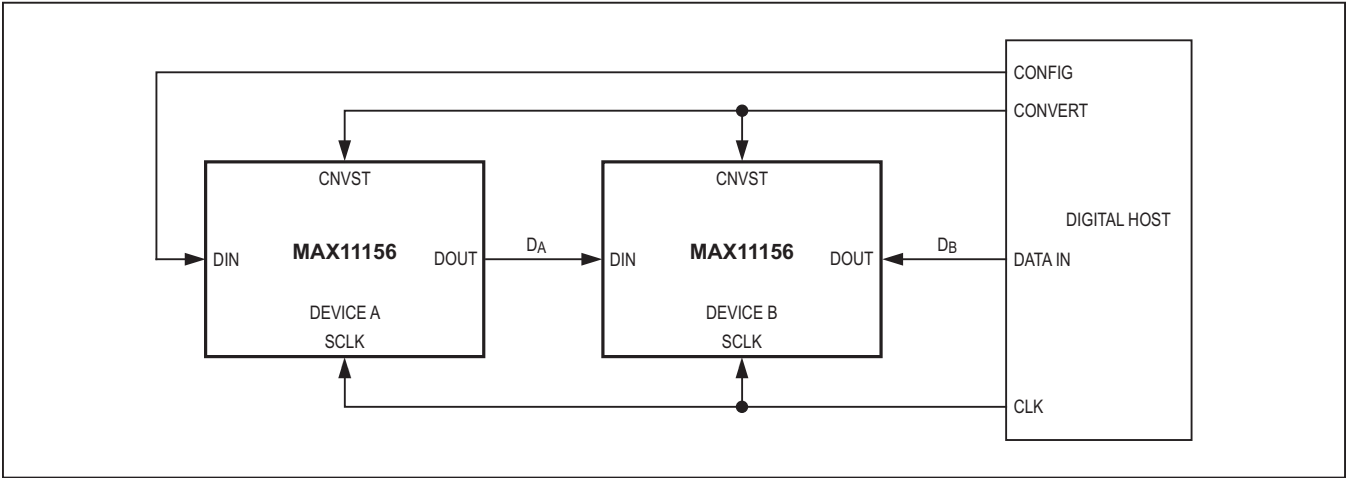 CONFIG
CONVERT
CNVST
CNVST
DIGITAL HOST
DIN
MAX11156
DOUT
DA
DIN
MAX11156
DOUT
DB
DATA IN
DEVICE A
DEVICE B
SCLK
SCLK
CLK